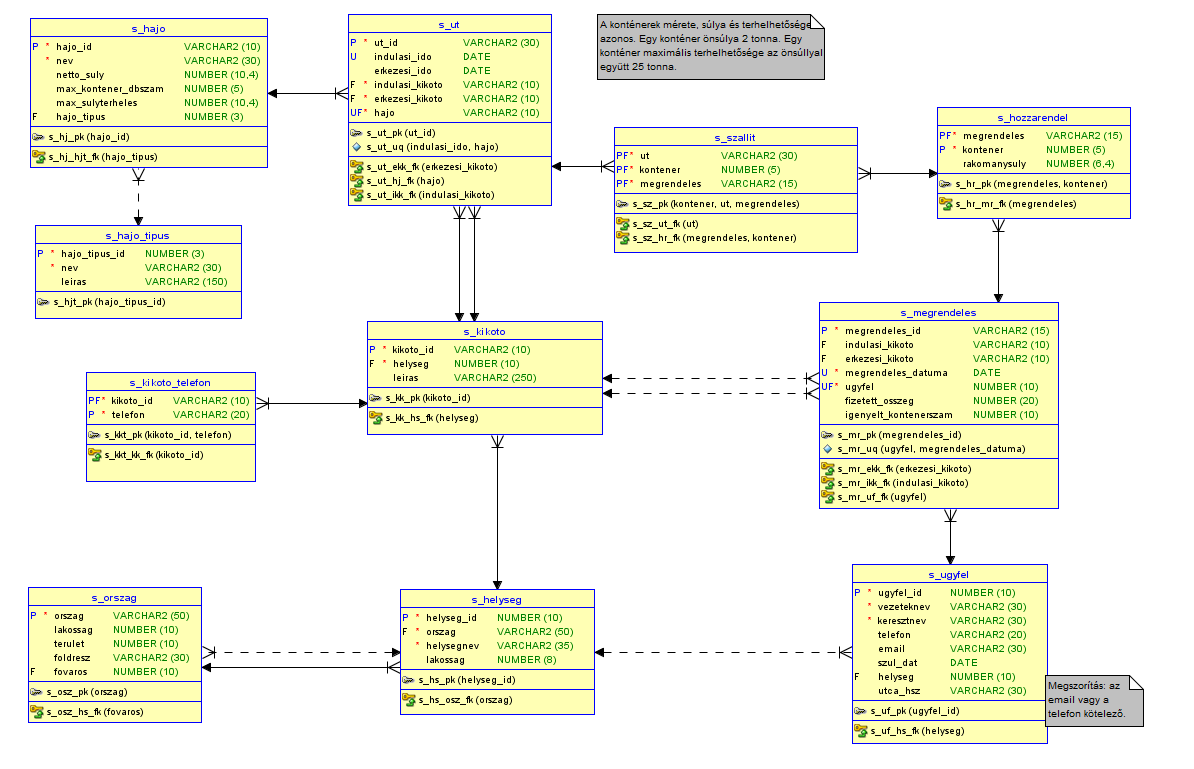 s_hajo
P * hajo_id VARCHAR2 (10)
* nev VARCHAR2 (30)
netto_suly NUMBER (10,4)
max_kontener_dbszam NUMBER (5)
max_sulyterheles NUMBER (10,4)
F hajo_tipus NUMBER (3)
s_hj_pk (hajo_id)
s_hj_hjt_fk (hajo_tipus)
s_ut
P * ut_id VARCHAR2 (30)
U indulasi_ido DATE
erkezesi_ido DATE
F * indulasi_kikoto VARCHAR2 (10)
F * erkezesi_kikoto VARCHAR2 (10)
UF* hajo VARCHAR2 (10)
s_ut_pk (ut_id)
s_ut_uq (indulasi_ido, hajo)
s_ut_ekk_fk (erkezesi_kikoto)
s_ut_hj_fk (hajo)
s_ut_ikk_fk (indulasi_kikoto)
A konténerek mérete, súlya és terhelhetősége
azonos. Egy konténer önsúlya 2 tonna. Egy
konténer maximális terhelhetősége az önsúllyal
együtt 25 tonna.
s_szallit
PF* ut VARCHAR2 (30)
PF* kontener NUMBER (5)
PF* megrendeles VARCHAR2 (15)
s_sz_pk (kontener, ut, megrendeles)
s_sz_ut_fk (ut)
s_sz_hr_fk (megrendeles, kontener)
s_hozzarendel
PF* megrendeles VARCHAR2 (15)
P * kontener NUMBER (5)
rakomanysuly NUMBER (6,4)
s_hr_pk (megrendeles, kontener)
s_hr_mr_fk (megrendeles)
s_hajo_tipus
P * hajo_tipus_id NUMBER (3)
* nev VARCHAR2 (30)
leiras VARCHAR2 (150)
s_hjt_pk (hajo_tipus_id)
s_kikoto
P * kikoto_id VARCHAR2 (10)
F * helyseg NUMBER (10)
leiras VARCHAR2 (250)
s_kk_pk (kikoto_id)
s_kk_hs_fk (helyseg)
s_megrendeles
P * megrendeles_id VARCHAR2 (15)
F indulasi_kikoto VARCHAR2 (10)
F erkezesi_kikoto VARCHAR2 (10)
U * megrendeles_datuma DATE
UF* ugyfel NUMBER (10)
fizetett_osszeg NUMBER (20)
igenyelt_kontenerszam NUMBER (10)
s_mr_pk (megrendeles_id)
s_mr_uq (ugyfel, megrendeles_datuma)
s_mr_ekk_fk (erkezesi_kikoto)
s_mr_ikk_fk (indulasi_kikoto)
s_mr_uf_fk (ugyfel)
s_kikoto_telefon
PF* kikoto_id VARCHAR2 (10)
P * telefon VARCHAR2 (20)
s_kkt_pk (kikoto_id, telefon)
s_kkt_kk_fk (kikoto_id)
s_orszag
P * orszag VARCHAR2 (50)
lakossag NUMBER (10)
terulet NUMBER (10)
foldresz VARCHAR2 (30)
F fovaros NUMBER (10)
s_osz_pk (orszag)
s_osz_hs_fk (fovaros)
s_helyseg
P * helyseg_id NUMBER (10)
F * orszag VARCHAR2 (50)
* helysegnev VARCHAR2 (35)
lakossag NUMBER (8)
s_hs_pk (helyseg_id)
s_hs_osz_fk (orszag)
s_ugyfel
P * ugyfel_id NUMBER (10)
* vezeteknev VARCHAR2 (30)
* keresztnev VARCHAR2 (30)
telefon VARCHAR2 (20)
email VARCHAR2 (30)
szul_dat DATE
F helyseg NUMBER (10)
utca_hsz VARCHAR2 (30)
s_uf_pk (ugyfel_id)
s_uf_hs_fk (helyseg)
Megszorítás: az
email vagy a
telefon kötelező.